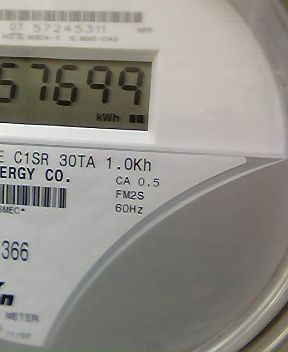 07 57245311
57699
kWh
E C1SR 30TA 1.0Kh
ERGY CO.
CA 0.5
FM2S
60Hz
366
METER